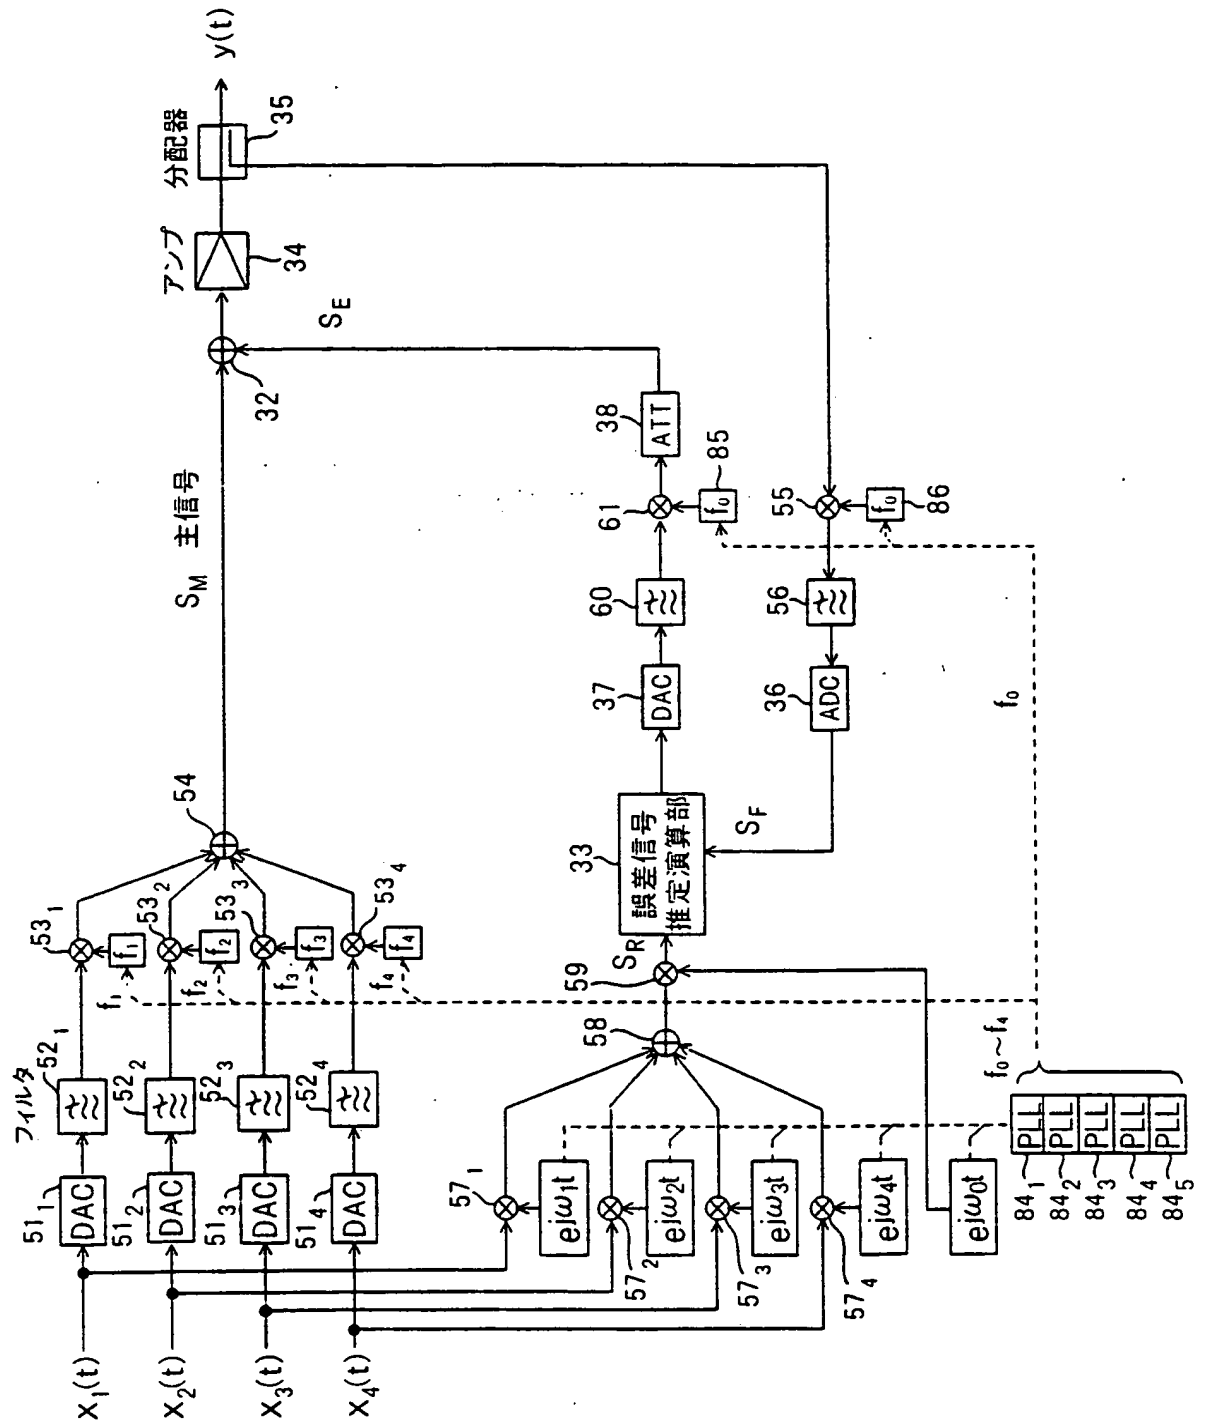 X₁(t)
X₂(t)
X₃(t)
X₄(t)
51₁
DAC
51₂
DAC
51₃
DAC
51₄
DAC
フィルタ
52₁
52₂
52₃
52₄
53₁
f₁
f₁
53₂
f₂
f₂
53₃
f₃
f₃
53₄
f₄
f₄
54
S_M 主信号
32
アンプ
34
分配器
35
y(t)
S_E
38
ATT
61
f₀
85
60
37
DAC
33
誤差信号
推定演算部
S_R
S_F
55
f₀
86
56
36
ADC
f₀
59
58
57₁
ejω₁t
57₂
ejω₂t
57₃
ejω₃t
57₄
ejω₄t
ejω₀t
f₀~f₄
84₁ PLL
84₂ PLL
84₃ PLL
84₄ PLL
84₅ PLL